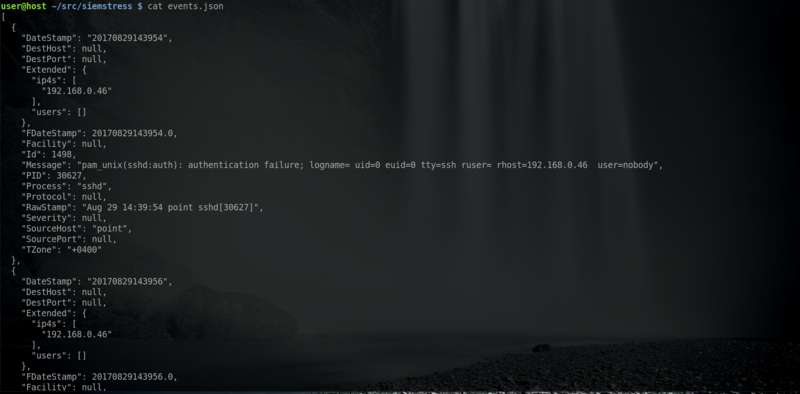 user@host ~/src/siemstress $ cat events.json
[
  {
    "DateStamp": "20170829143954",
    "DestHost": null,
    "DestPort": null,
    "Extended": {
      "ip4s": [
        "192.168.0.46"
      ],
      "users": []
    },
    "FDateStamp": 20170829143954.0,
    "Facility": null,
    "Id": 1498,
    "Message": "pam_unix(sshd:auth): authentication failure; logname= uid=0 euid=0 tty=ssh ruser= rhost=192.168.0.46  user=nobody",
    "PID": 30627,
    "Process": "sshd",
    "Protocol": null,
    "RawStamp": "Aug 29 14:39:54 point sshd[30627]",
    "Severity": null,
    "SourceHost": "point",
    "SourcePort": null,
    "TZone": "+0400"
  },
  {
    "DateStamp": "20170829143956",
    "DestHost": null,
    "DestPort": null,
    "Extended": {
      "ip4s": [
        "192.168.0.46"
      ],
      "users": []
    },
    "FDateStamp": 20170829143956.0,
    "Facility": null,